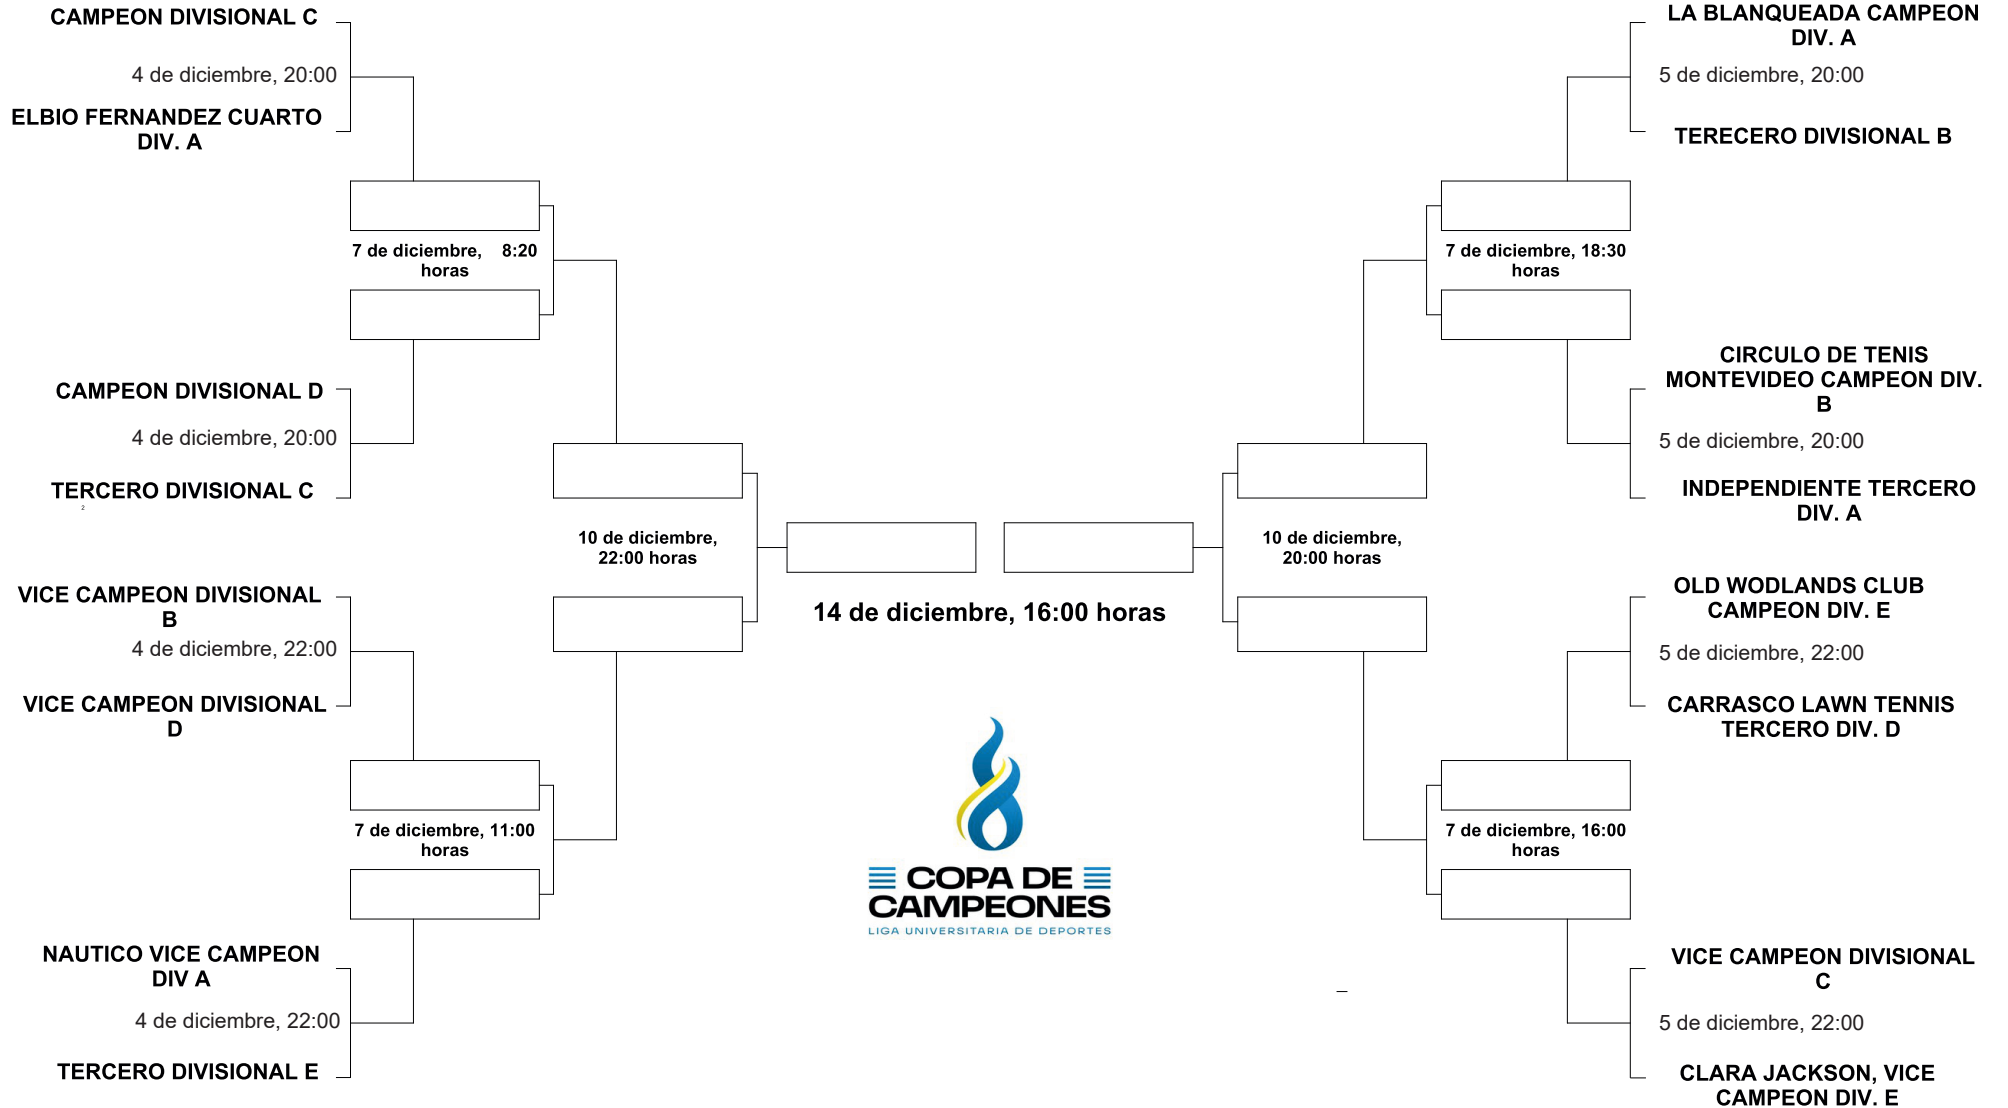 CAMPEON DIVISIONAL C
4 de diciembre, 20:00
ELBIO FERNANDEZ CUARTO
DIV. A
7 de diciembre, 8:20
horas
CAMPEON DIVISIONAL D
4 de diciembre, 20:00
TERCERO DIVISIONAL C
2
VICE CAMPEON DIVISIONAL
B
4 de diciembre, 22:00
VICE CAMPEON DIVISIONAL
D
7 de diciembre, 11:00
horas
NAUTICO VICE CAMPEON
DIV A
4 de diciembre, 22:00
TERCERO DIVISIONAL E
10 de diciembre,
22:00 horas
14 de diciembre, 16:00 horas
COPA DE
CAMPEONES
LIGA UNIVERSITARIA DE DEPORTES
10 de diciembre,
20:00 horas
LA BLANQUEADA CAMPEON
DIV. A
5 de diciembre, 20:00
TERECERO DIVISIONAL B
7 de diciembre, 18:30
horas
CIRCULO DE TENIS
MONTEVIDEO CAMPEON DIV.
B
5 de diciembre, 20:00
INDEPENDIENTE TERCERO
DIV. A
OLD WODLANDS CLUB
CAMPEON DIV. E
5 de diciembre, 22:00
CARRASCO LAWN TENNIS
TERCERO DIV. D
7 de diciembre, 16:00
horas
VICE CAMPEON DIVISIONAL
C
5 de diciembre, 22:00
CLARA JACKSON, VICE
CAMPEON DIV. E